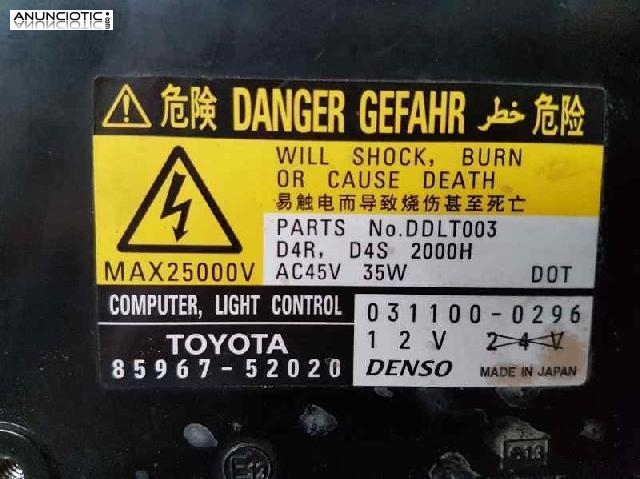 ANUNCIOTIC.com
危険 DANGER GEFAHR خطر 危险
WILL SHOCK, BURN
OR CAUSE DEATH
易触电而导致烧伤甚至死亡
MAX25000V
PARTS No.DDLT003
D4R, D4S 2000H
AC45V 35W DOT
COMPUTER, LIGHT CONTROL
TOYOTA
85967-52020
031100-0296
12V 24V
DENSO MADE IN JAPAN
E13